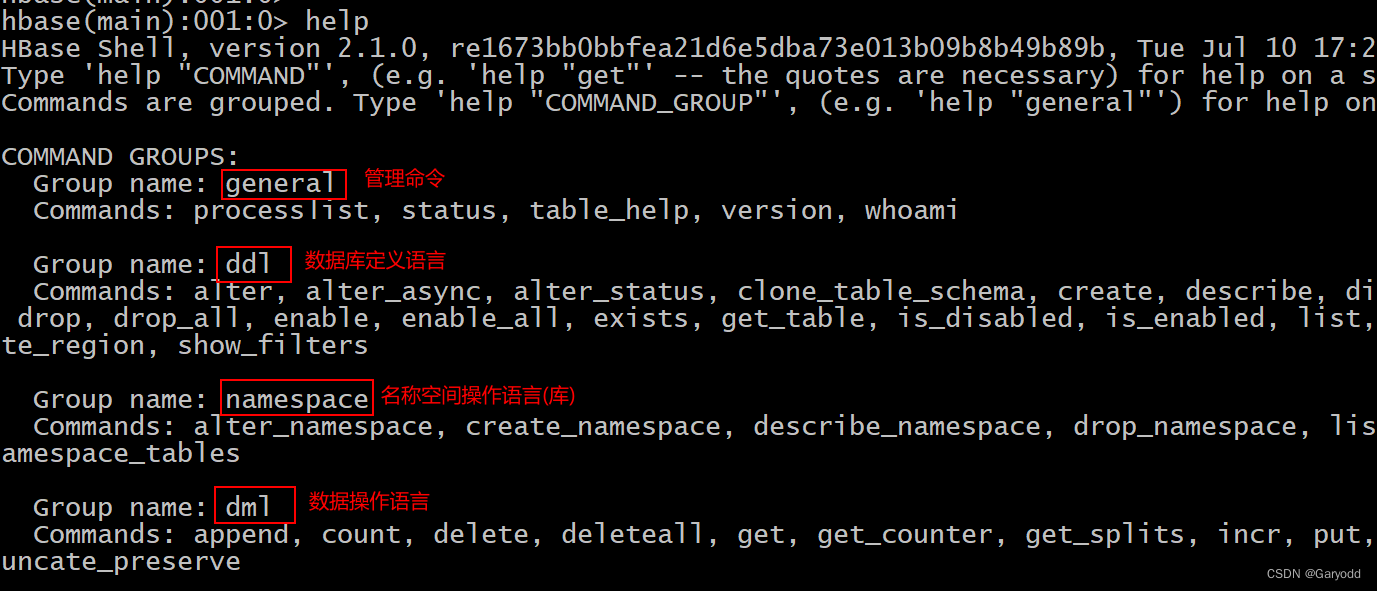 hbase(main):001:0>
hbase(main):001:0> help
HBase Shell, version 2.1.0, re1673bb0bbfea21d6e5dba73e013b09b8b49b89b, Tue Jul 10 17:2
Type 'help "COMMAND"', (e.g. 'help "get"' -- the quotes are necessary) for help on a s
Commands are grouped. Type 'help "COMMAND_GROUP"', (e.g. 'help "general"') for help on
COMMAND GROUPS:
Group name: general 管理命令
Commands: processlist, status, table_help, version, whoami
Group name: ddl 数据库定义语言
Commands: alter, alter_async, alter_status, clone_table_schema, create, describe, di
drop, drop_all, enable, enable_all, exists, get_table, is_disabled, is_enabled, list,
te_region, show_filters
Group name: namespace 名称空间操作语言(库)
Commands: alter_namespace, create_namespace, describe_namespace, drop_namespace, lis
amespace_tables
Group name: dml 数据操作语言
Commands: append, count, delete, deleteall, get, get_counter, get_splits, incr, put,
uncate_preserve
CSDN @Garyodd